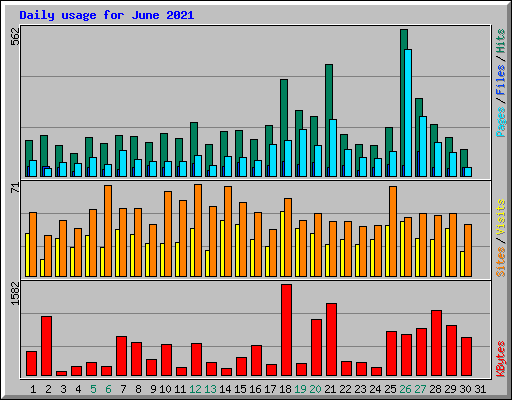 Daily usage for June 2021
562
Pages / Files / Hits
71
Sites / Visits
1582
KBytes
1 2 3 4 5 6 7 8 9 10 11 12 13 14 15 16 17 18 19 20 21 22 23 24 25 26 27 28 29 30 31